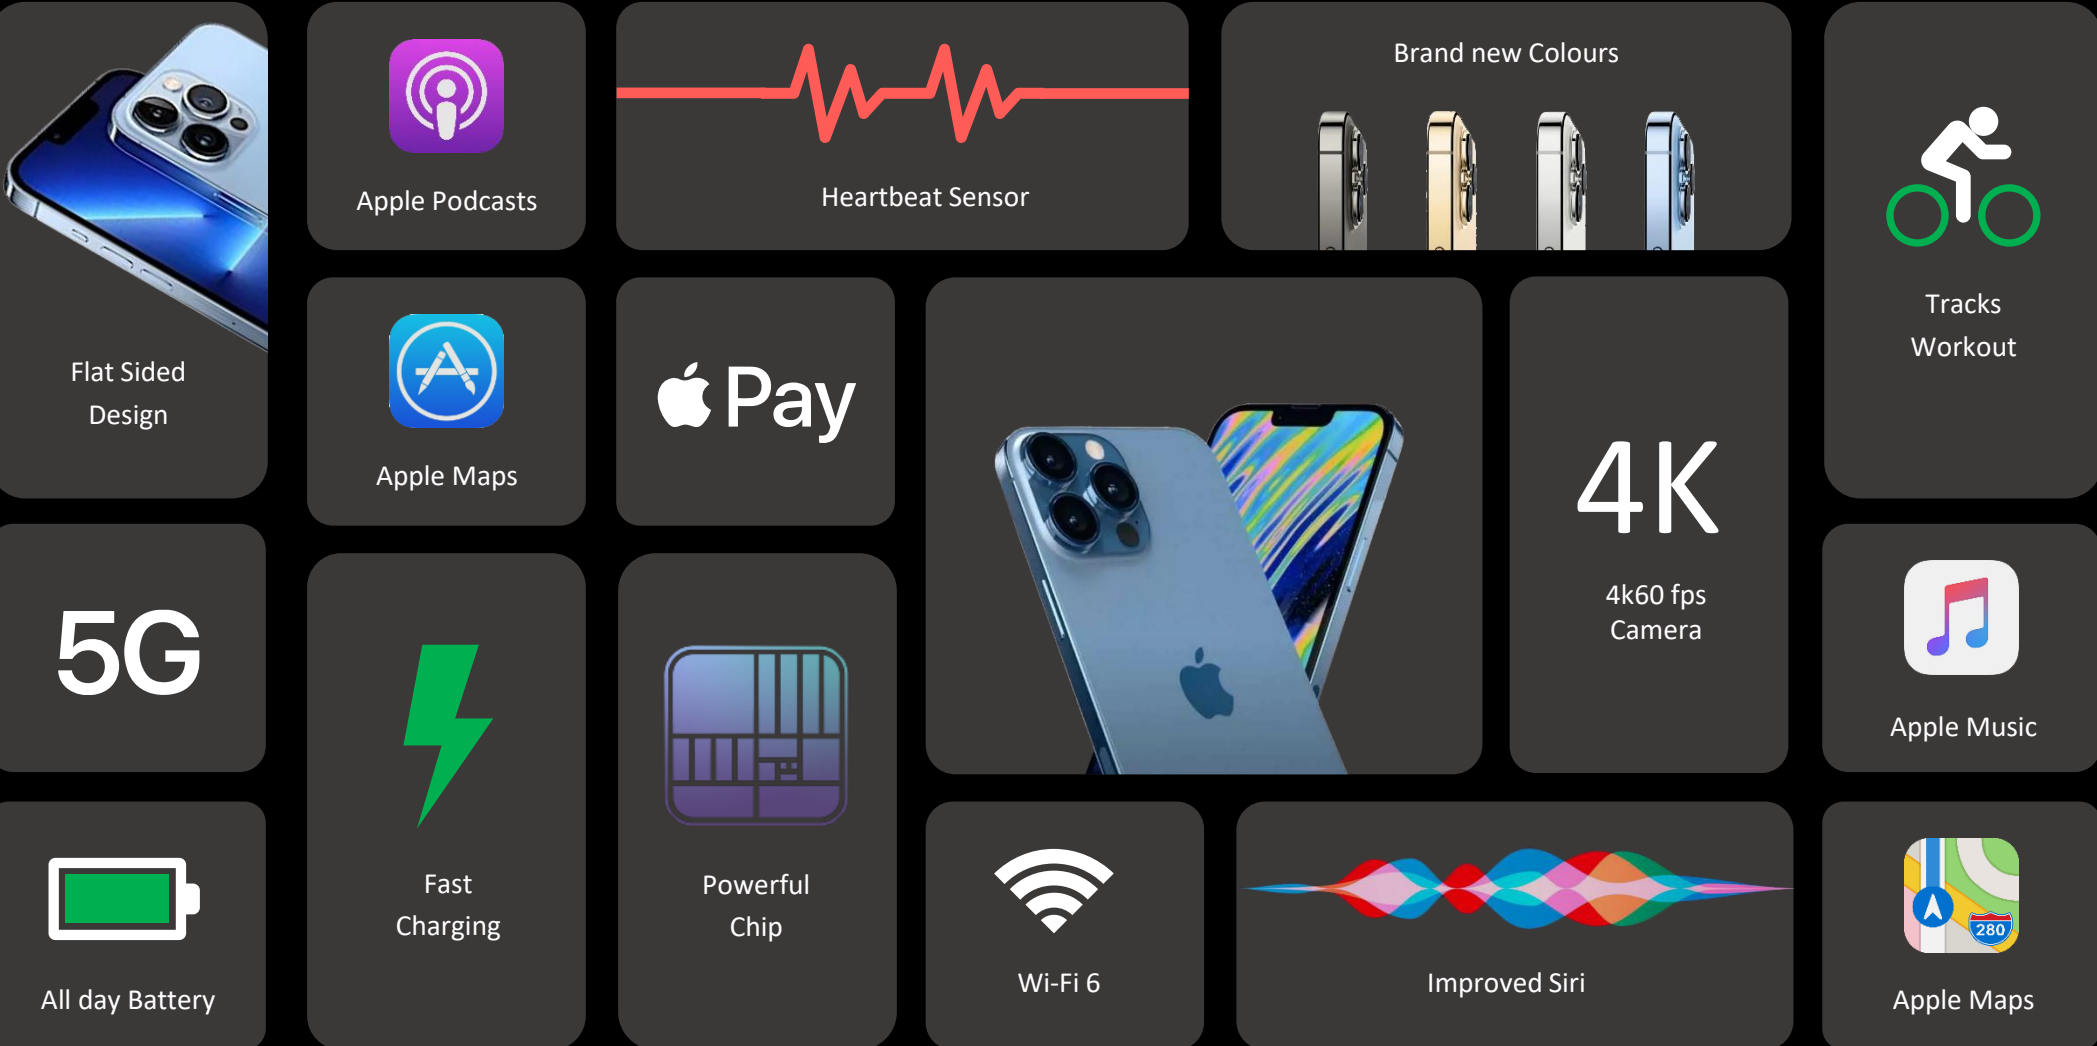 Apple Podcasts
Heartbeat Sensor
Brand new Colours
Tracks
Workout
Flat Sided
Design
Apple Maps
Pay
4K
4k60 fps
Camera
5G
Fast
Charging
Powerful
Chip
Apple Music
All day Battery
Wi-Fi 6
Improved Siri
280
Apple Maps